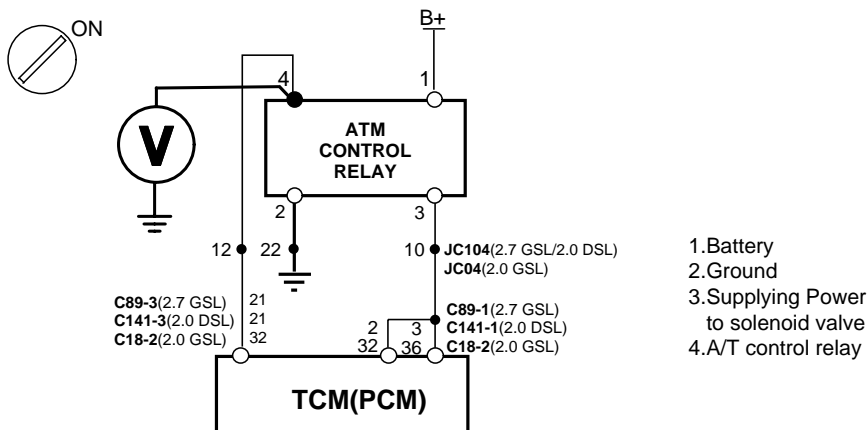 ON
B+
4
1
V
ATM
CONTROL
RELAY
2
3
12
22
10
JC104(2.7 GSL/2.0 DSL)
JC04(2.0 GSL)
C89-3(2.7 GSL) 21
C141-3(2.0 DSL) 21
C18-2(2.0 GSL) 32
2 3 C89-1(2.7 GSL)
C141-1(2.0 DSL)
32 36 C18-2(2.0 GSL)
TCM(PCM)
1.Battery
2.Ground
3.Supplying Power
to solenoid valve
4.A/T control relay